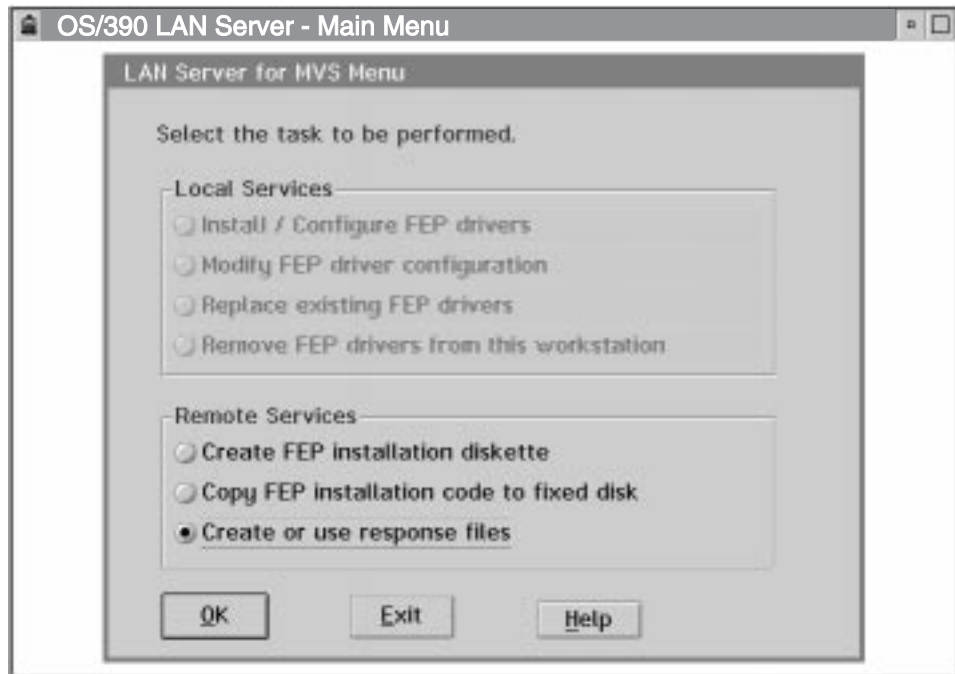 OS/390 LAN Server - Main Menu
LAN Server for MVS Menu
Select the task to be performed.
Local Services
Install / Configure FEP drivers
Modify FEP driver configuration
Replace existing FEP drivers
Remove FEP drivers from this workstation
Remote Services
Create FEP installation diskette
Copy FEP installation code to fixed disk
Create or use response files
OK
Exit
Help